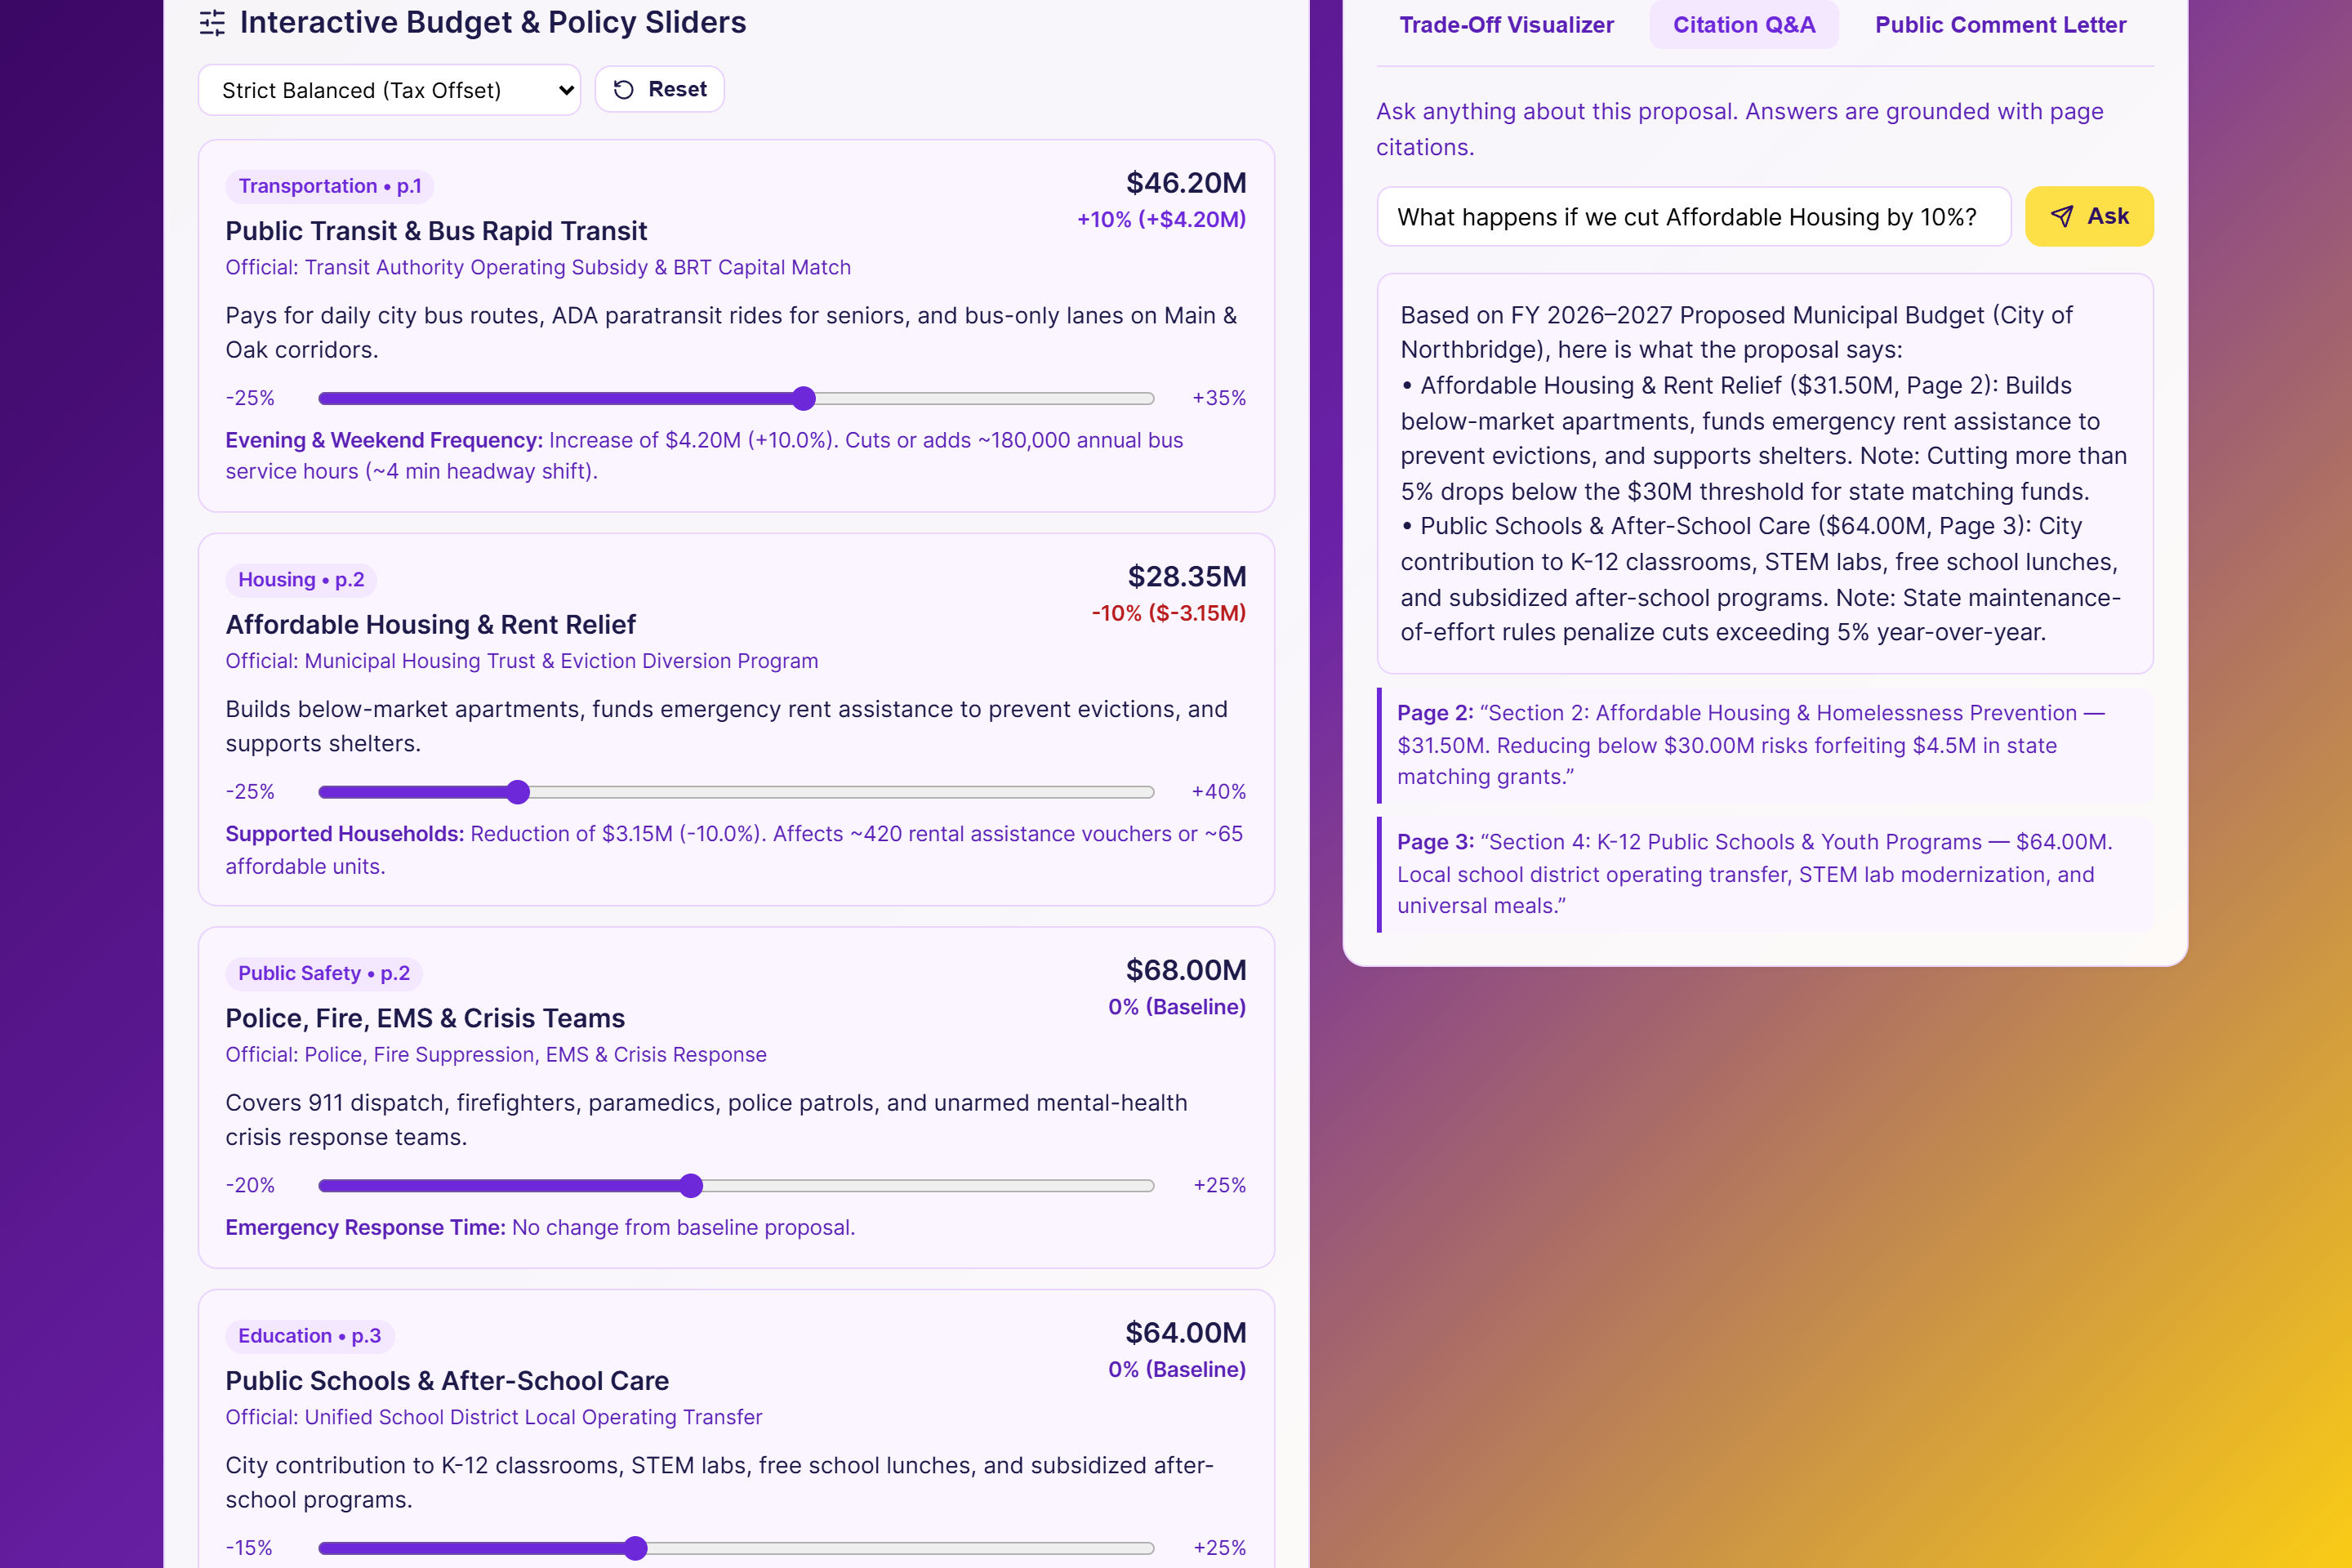 Interactive Budget & Policy Sliders
Strict Balanced (Tax Offset)
Reset
Transportation • p.1
$46.20M
+10% (+$4.20M)
Public Transit & Bus Rapid Transit
Official: Transit Authority Operating Subsidy & BRT Capital Match
Pays for daily city bus routes, ADA paratransit rides for seniors, and bus-only lanes on Main &
Oak corridors.
-25%
+35%
Evening & Weekend Frequency: Increase of $4.20M (+10.0%). Cuts or adds ~180,000 annual bus
service hours (~4 min headway shift).
Housing • p.2
$28.35M
-10% ($-3.15M)
Affordable Housing & Rent Relief
Official: Municipal Housing Trust & Eviction Diversion Program
Builds below-market apartments, funds emergency rent assistance to prevent evictions, and
supports shelters.
-25%
+40%
Supported Households: Reduction of $3.15M (-10.0%). Affects ~420 rental assistance vouchers or ~65
affordable units.
Public Safety • p.2
$68.00M
0% (Baseline)
Police, Fire, EMS & Crisis Teams
Official: Police, Fire Suppression, EMS & Crisis Response
Covers 911 dispatch, firefighters, paramedics, police patrols, and unarmed mental-health
crisis response teams.
-20%
+25%
Emergency Response Time: No change from baseline proposal.
Education • p.3
$64.00M
0% (Baseline)
Public Schools & After-School Care
Official: Unified School District Local Operating Transfer
City contribution to K-12 classrooms, STEM labs, free school lunches, and subsidized after-
school programs.
-15%
+25%
Trade-Off Visualizer
Citation Q&A
Public Comment Letter
Ask anything about this proposal. Answers are grounded with page
citations.
What happens if we cut Affordable Housing by 10%?
Ask
Based on FY 2026–2027 Proposed Municipal Budget (City of
Northbridge), here is what the proposal says:
• Affordable Housing & Rent Relief ($31.50M, Page 2): Builds
below-market apartments, funds emergency rent assistance to
prevent evictions, and supports shelters. Note: Cutting more than
5% drops below the $30M threshold for state matching funds.
• Public Schools & After-School Care ($64.00M, Page 3): City
contribution to K-12 classrooms, STEM labs, free school lunches,
and subsidized after-school programs. Note: State maintenance-
of-effort rules penalize cuts exceeding 5% year-over-year.
Page 2: “Section 2: Affordable Housing & Homelessness Prevention —
$31.50M. Reducing below $30.00M risks forfeiting $4.5M in state
matching grants.”
Page 3: “Section 4: K-12 Public Schools & Youth Programs — $64.00M.
Local school district operating transfer, STEM lab modernization, and
universal meals.”